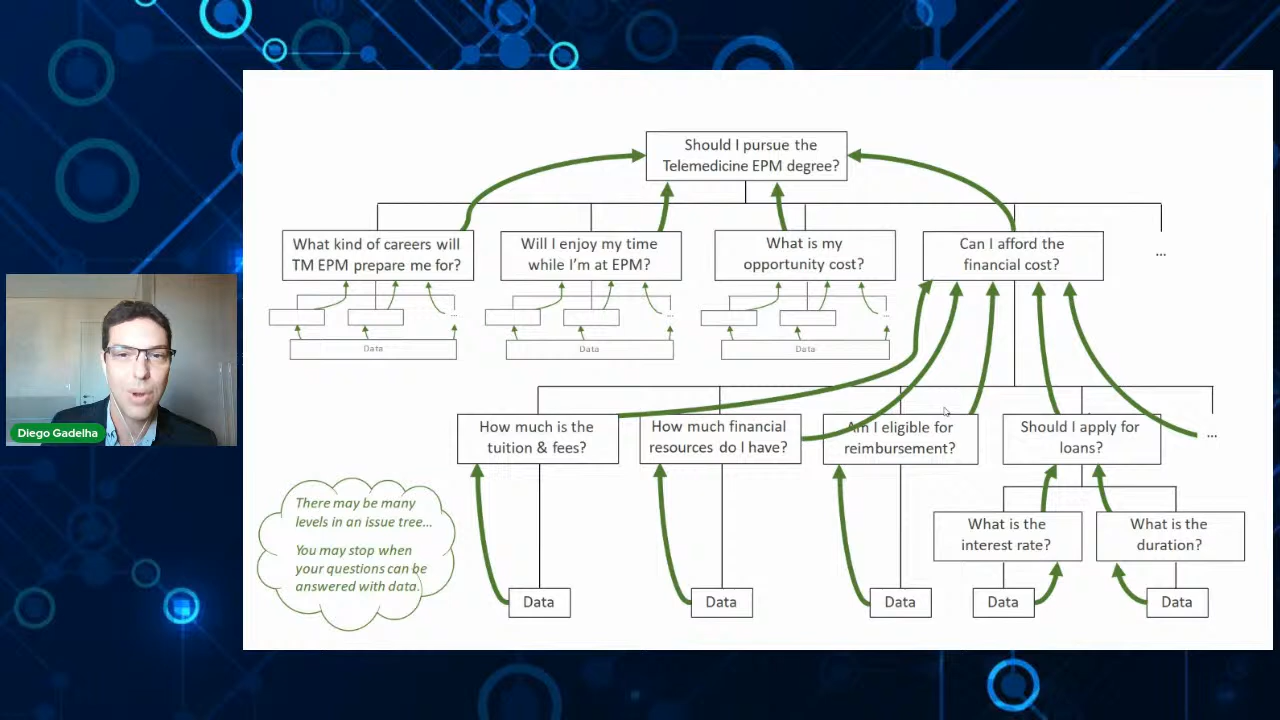 Should I pursue the
Telemedicine EPM degree?
What kind of careers will
TM EPM prepare me for?
Will I enjoy my time
while I'm at EPM?
What is my
opportunity cost?
Can I afford the
financial cost?
...
...
...
...
Data
Data
Data
How much is the
tuition & fees?
How much financial
resources do I have?
Am I eligible for
reimbursement?
Should I apply for
loans?
...
What is the
interest rate?
What is the
duration?
Data
Data
Data
Data
Data
There may be many
levels in an issue tree...
You may stop when
your questions can be
answered with data.
Diego Gadelha